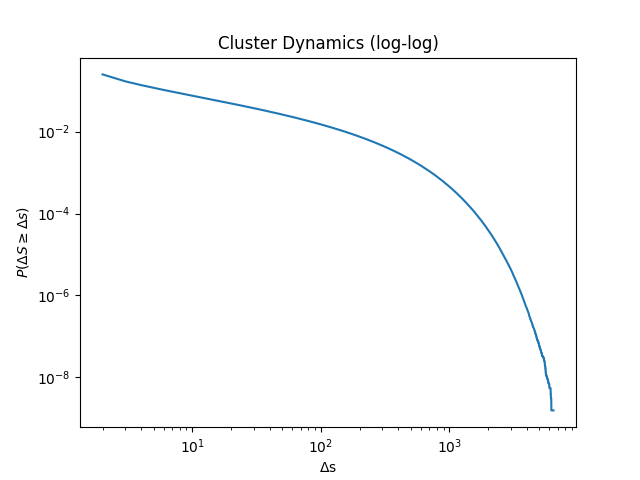 Cluster Dynamics (log-log)
P(ΔS ≥ Δs)
10⁻²
10⁻⁴
10⁻⁶
10⁻⁸
10¹
10²
10³
Δs